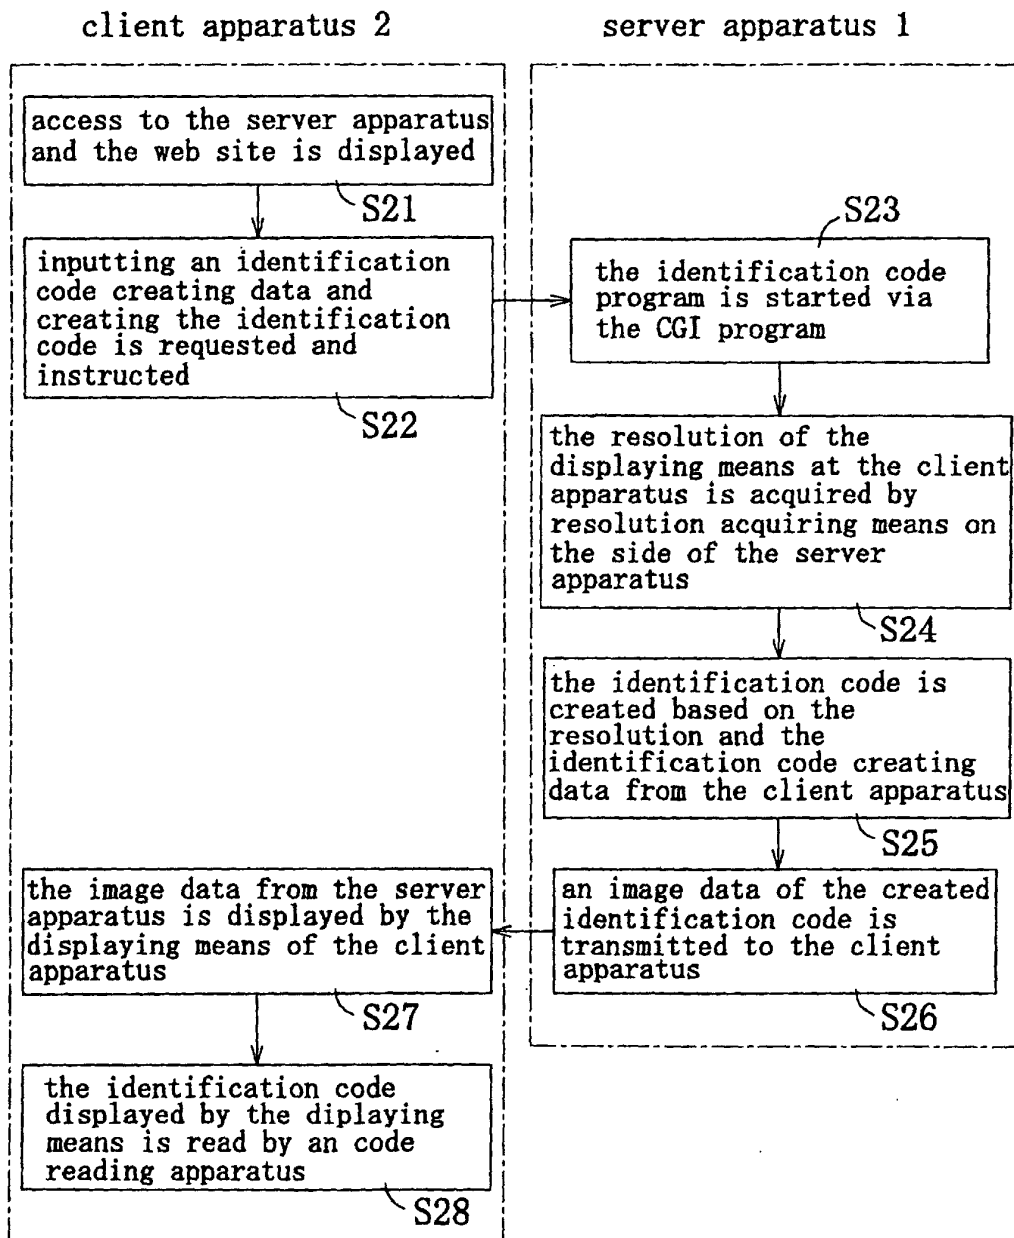 client apparatus 2
server apparatus 1
access to the server apparatus
and the web site is displayed
S21
inputting an identification
code creating data and
creating the identification
code is requested and
instructed
S22
S23
the identification code
program is started via
the CGI program
the resolution of the
displaying means at the client
apparatus is acquired by
resolution acquiring means on
the side of the server
apparatus
S24
the identification code is
created based on the
resolution and the
identification code creating
data from the client apparatus
S25
an image data of the created
identification code is
transmitted to the client
apparatus
S26
the image data from the server
apparatus is displayed by the
displaying means of the client
apparatus
S27
the identification code
displayed by the diplaying
means is read by an code
reading apparatus
S28